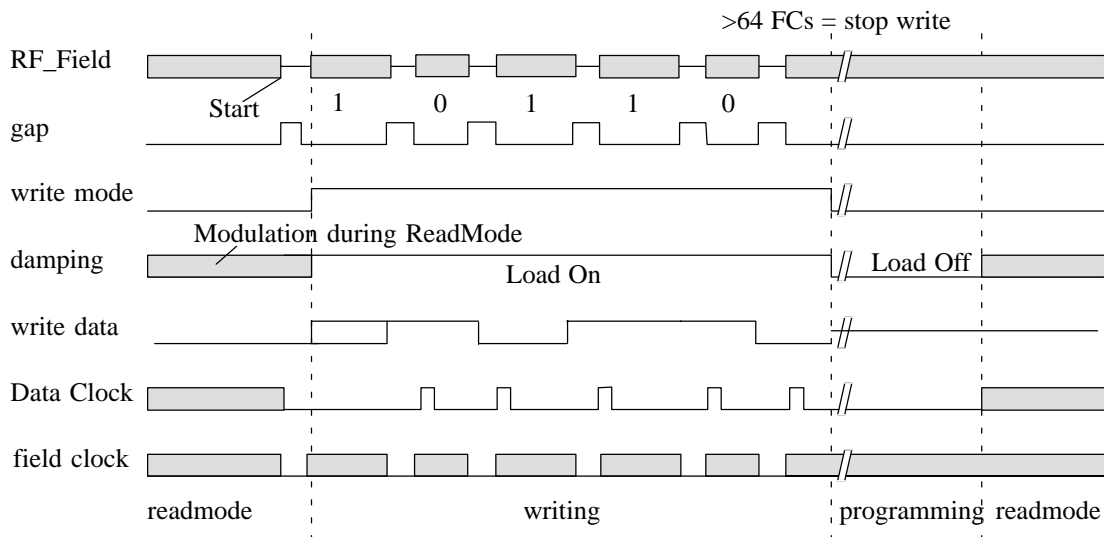 >64 FCs = stop write
RF_Field
Start
1 0 1 1 0
gap
write mode
Modulation during ReadMode
damping
Load On
Load Off
write data
Data Clock
field clock
readmode writing programming readmode